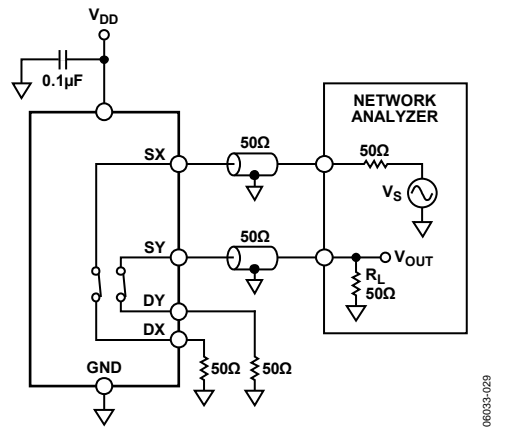 VDD
0.1µF
NETWORK
ANALYZER
50Ω
50Ω
SX
VS
50Ω
SY
VOUT
RL
50Ω
DY
DX
50Ω
50Ω
GND
06033-029